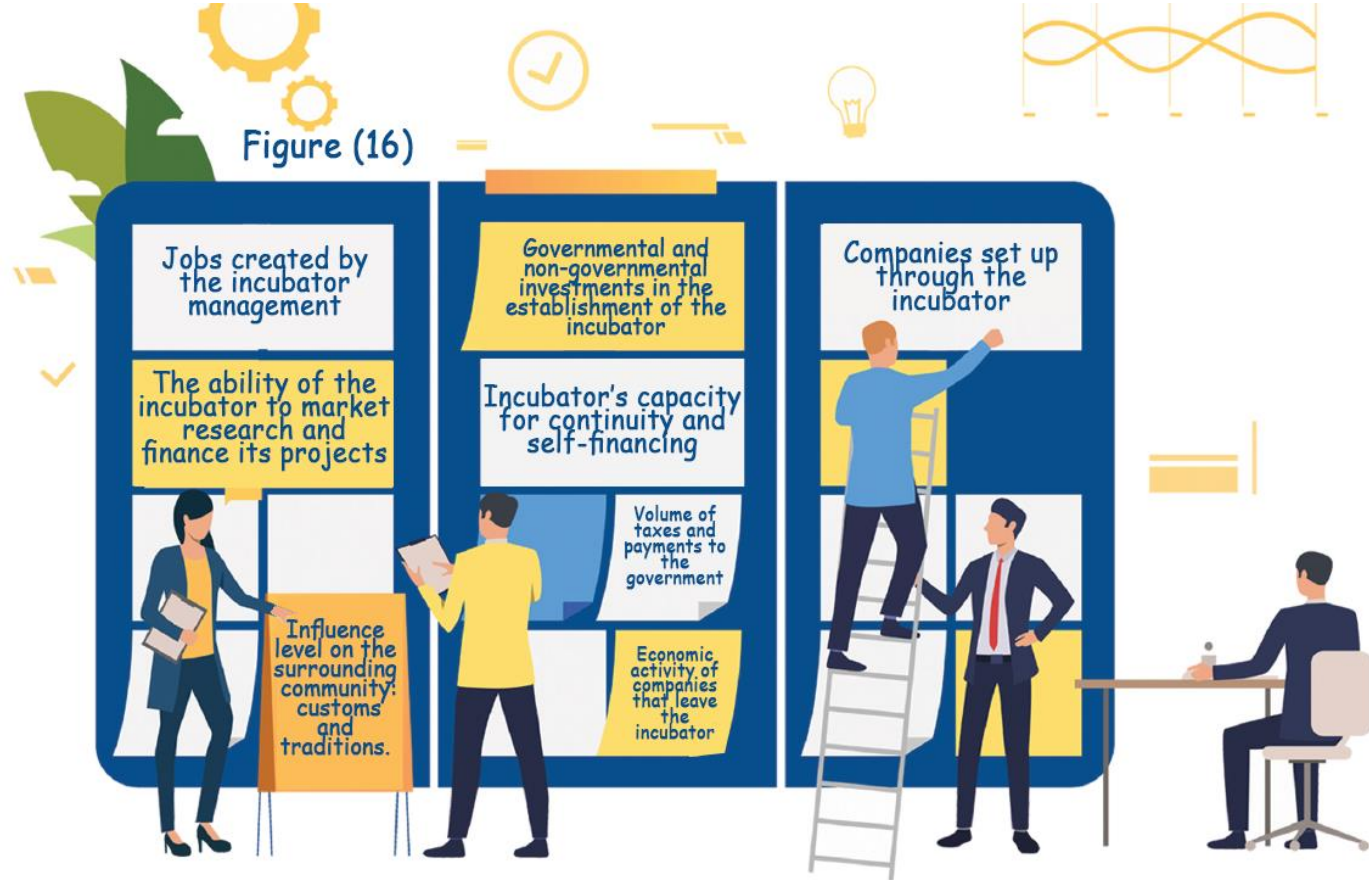 Figure (16)
Jobs created by
the incubator
management
The ability of the
incubator to market
research and
finance its projects
Influence
level on the
surrounding
community:
customs
and
traditions.
Governmental and
non-governmental
investments in the
establishment of the
incubator
Incubator's capacity
for continuity and
self-financing
Volume of
taxes and
payments to
the
government
Economic
activity of
companies
that leave
the
incubator
Companies set up
through the
incubator